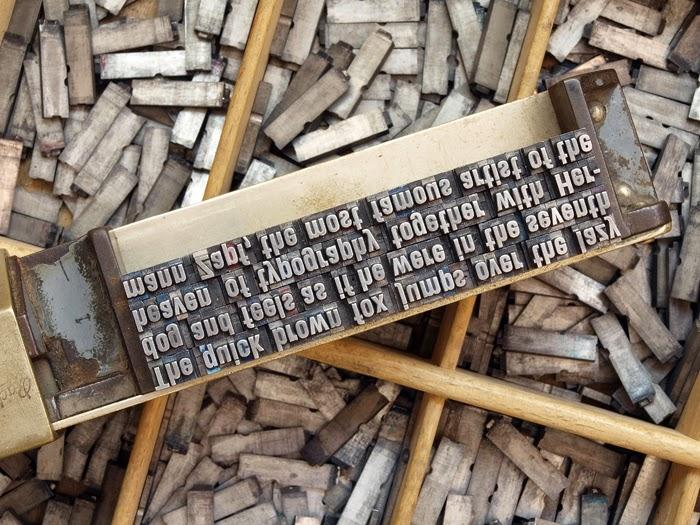 The quick brown fox jumps over the lazy
dog and feels as if he were in the seventh
heaven of typography together with Her-
mann Zapf, the most famous artist of the